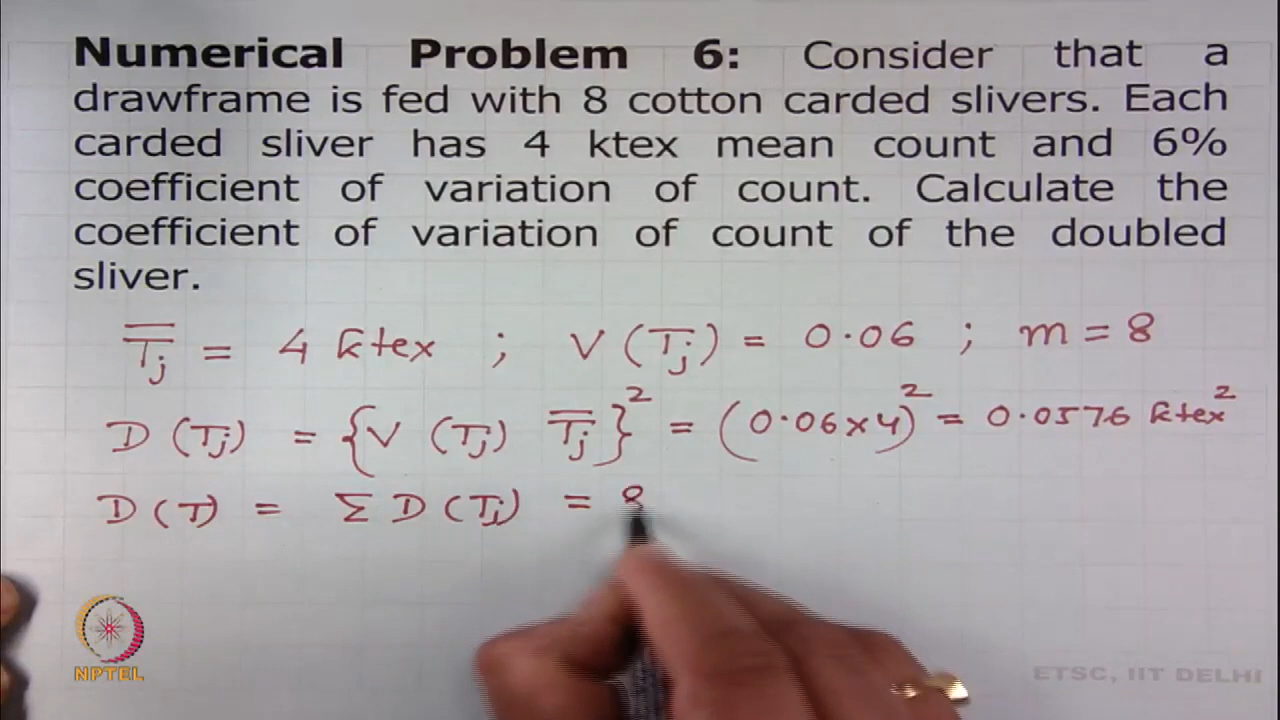 Numerical Problem 6: Consider that a
drawframe is fed with 8 cotton carded slivers. Each
carded sliver has 4 ktex mean count and 6%
coefficient of variation of count. Calculate the
coefficient of variation of count of the doubled
sliver.
T̅j = 4 ktex ; V(Tj) = 0.06 ; m = 8
D(Tj) = {V(Tj) T̅j}² = (0.06×4)² = 0.0576 ktex²
D(T) = Σ D(Tj) = 8
NPTEL
ETSC, IIT DELHI